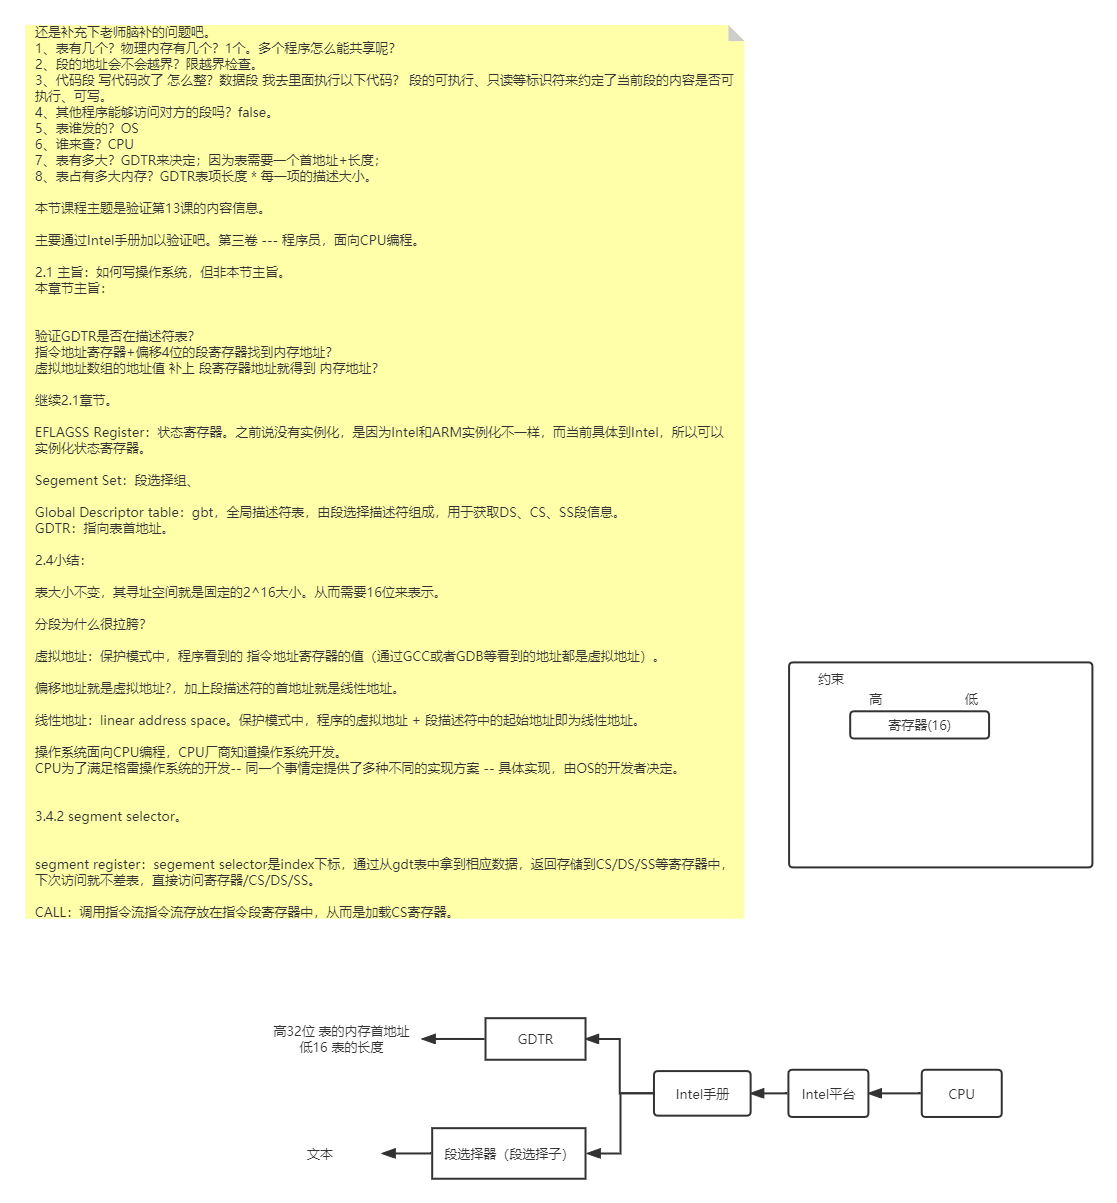 还是补充下老师脑补的问题吧。
1、表有几个？物理内存有几个？1个。多个程序怎么能共享呢？
2、段的地址会不会越界？限越界检查。
3、代码段 写代码改了 怎么整？数据段 我去里面执行以下代码？ 段的可执行、只读等标识符来约定了当前段的内容是否可
执行、可写。
4、其他程序能够访问对方的段吗？false。
5、表谁发的？OS
6、谁来查？CPU
7、表有多大？GDTR来决定；因为表需要一个首地址+长度；
8、表占有多大内存？GDTR表项长度 * 每一项的描述大小。
本节课程主题是验证第13课的内容信息。
主要通过Intel手册加以验证吧。第三卷 --- 程序员，面向CPU编程。
2.1 主旨：如何写操作系统，但非本节主旨。
本章节主旨：
验证GDTR是否在描述符表？
指令地址寄存器+偏移4位的段寄存器找到内存地址？
虚拟地址数组的地址值 补上 段寄存器地址就得到 内存地址？
继续2.1章节。
EFLAGSS Register：状态寄存器。之前说没有实例化，是因为Intel和ARM实例化不一样，而当前具体到Intel，所以可以
实例化状态寄存器。
Segement Set：段选择组、
Global Descriptor table：gbt，全局描述符表，由段选择描述符组成，用于获取DS、CS、SS段信息。
GDTR：指向表首地址。
2.4小结：
表大小不变，其寻址空间就是固定的2^16大小。从而需要16位来表示。
分段为什么很拉胯？
虚拟地址：保护模式中，程序看到的 指令地址寄存器的值（通过GCC或者GDB等看到的地址都是虚拟地址）。
偏移地址就是虚拟地址?，加上段描述符的首地址就是线性地址。
线性地址：linear address space。保护模式中，程序的虚拟地址 + 段描述符中的起始地址即为线性地址。
操作系统面向CPU编程，CPU厂商知道操作系统开发。
CPU为了满足格雷操作系统的开发-- 同一个事情定提供了多种不同的实现方案 -- 具体实现，由OS的开发者决定。
3.4.2 segment selector。
segment register：segement selector是index下标，通过从gdt表中拿到相应数据，返回存储到CS/DS/SS等寄存器中，
下次访问就不差表，直接访问寄存器/CS/DS/SS。
CALL：调用指令流指令流存放在指令段寄存器中，从而是加载CS寄存器。
约束
高 低
寄存器(16)
高32位 表的内存首地址
低16 表的长度
GDTR
Intel手册
Intel平台
CPU
文本
段选择器（段选择子）